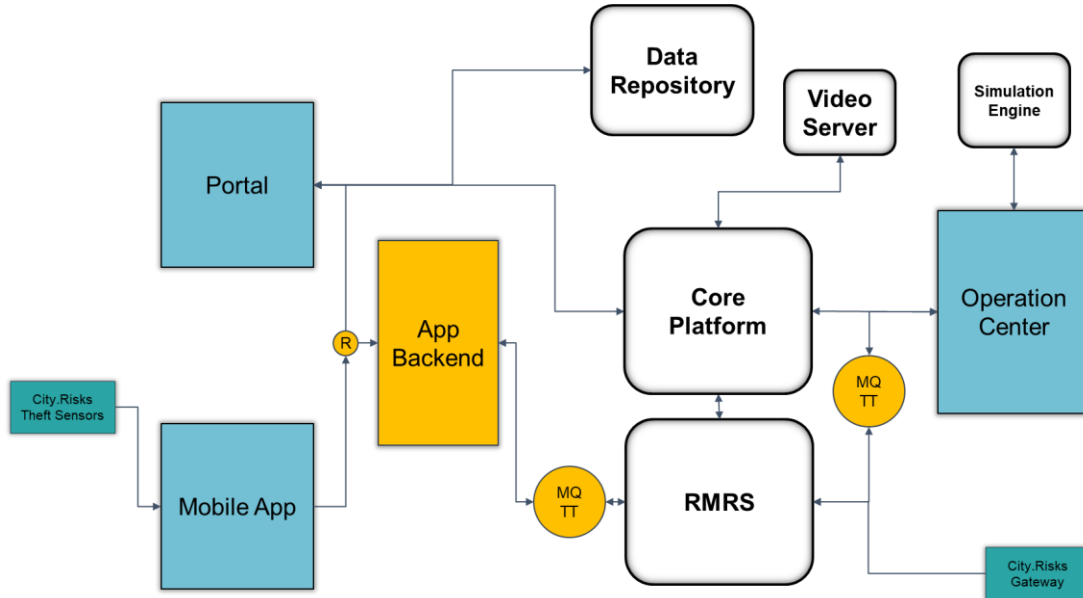 Data
Repository
Video
Server
Simulation
Engine
Portal
App
Backend
Core
Platform
Operation
Center
R
MQ
TT
City.Risks
Theft Sensors
Mobile App
MQ
TT
RMRS
City.Risks
Gateway